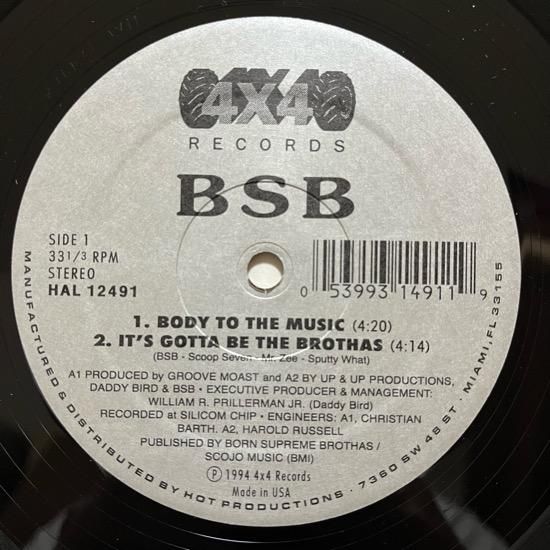 4X4
RECORDS
BSB
SIDE 1
33 1/3 RPM
STEREO
HAL 12491
0 53993 14911 9
1. BODY TO THE MUSIC (4:20)
2. IT'S GOTTA BE THE BROTHAS (4:14)
(BSB - Scoop Seven - Mr. Zee - Sputty What)
A1 PRODUCED BY GROOVE MOAST and A2 BY UP & UP PRODUCTIONS,
DADDY BIRD & BSB • EXECUTIVE PRODUCER & MANAGEMENT:
WILLIAM R. PRILLERMAN JR. (Daddy Bird)
RECORDED at SILICOM CHIP • ENGINEERS: A1, CHRISTIAN
BARTH. A2, HAROLD RUSSELL
PUBLISHED BY BORN SUPREME BROTHAS /
SCOJO MUSIC (BMI)
Ⓟ 1994 4x4 Records
Made in USA
MANUFACTURED & DISTRIBUTED BY HOT PRODUCTIONS • 7360 SW 48 ST • MIAMI, FL 33155